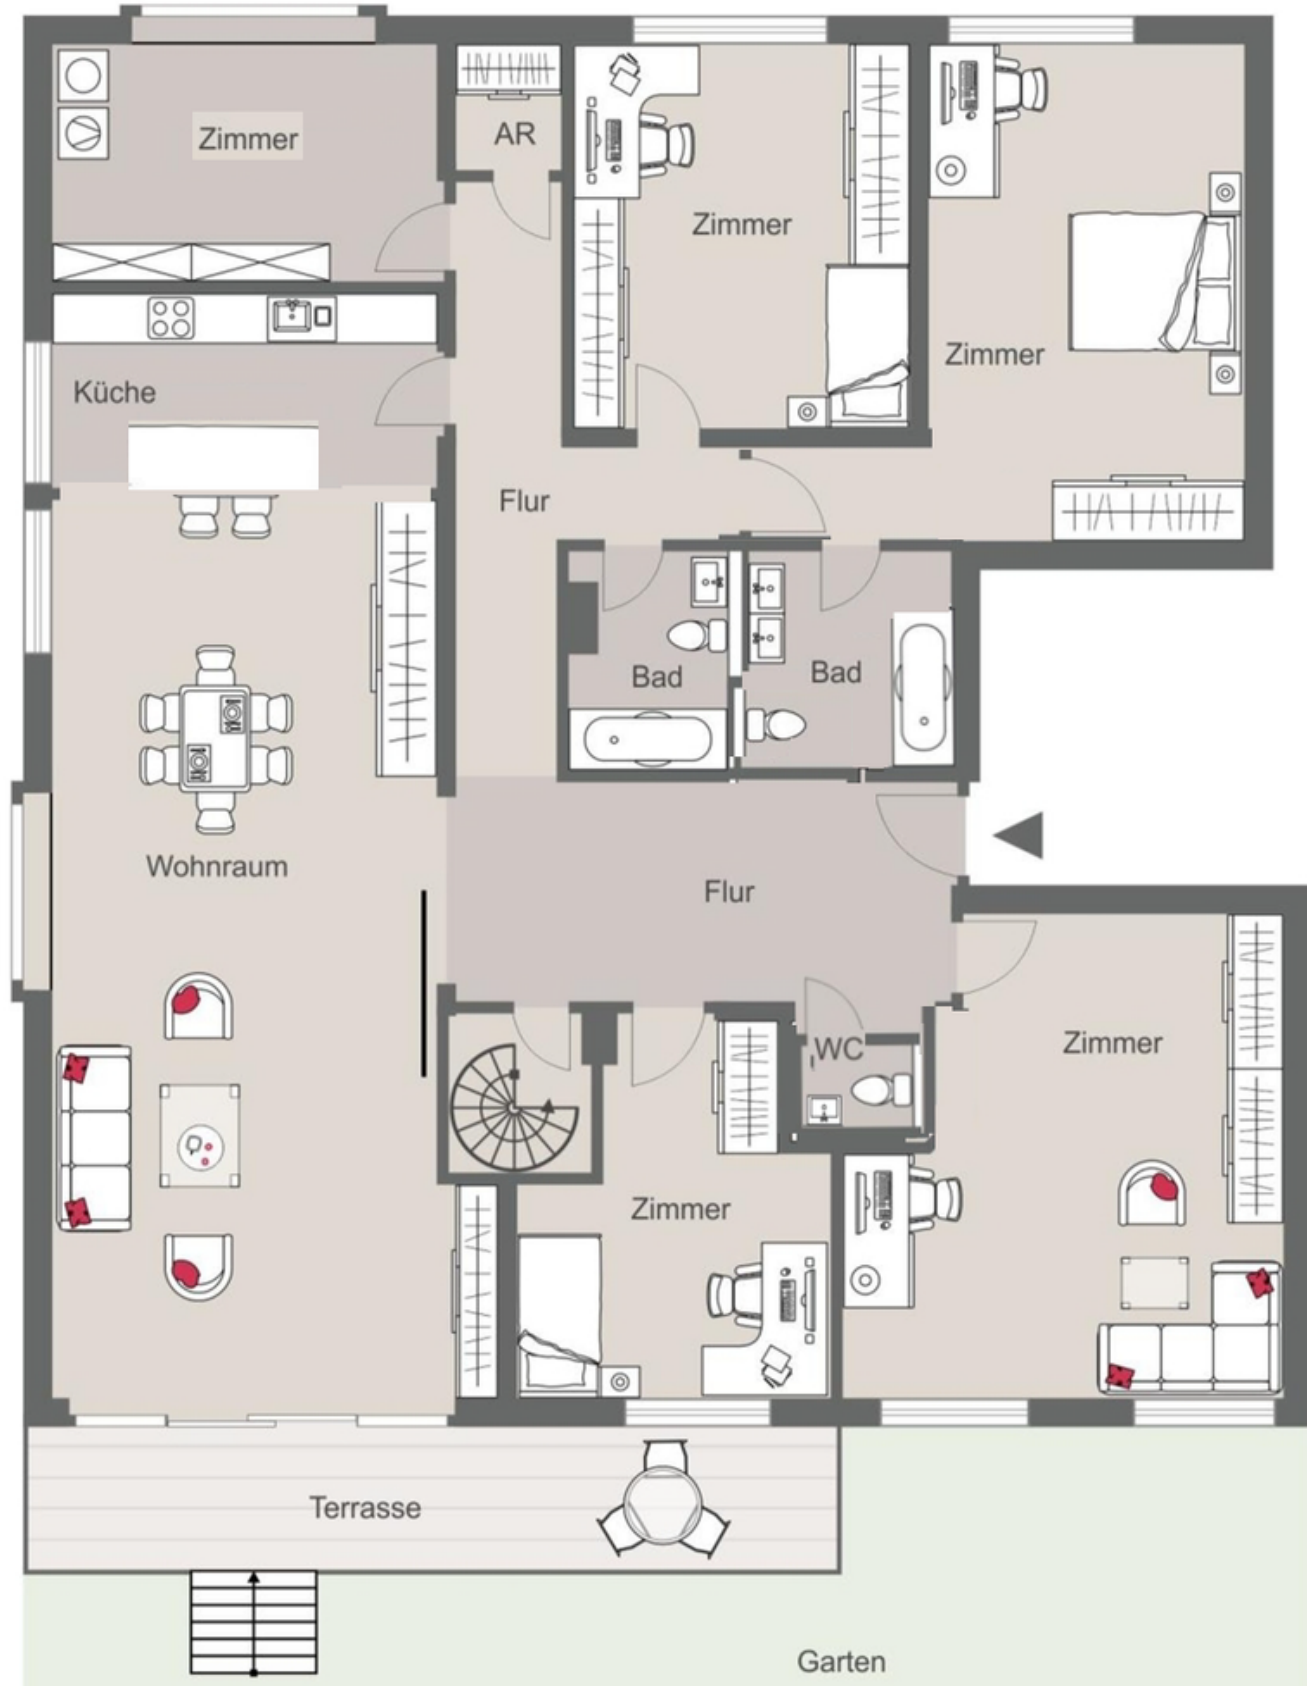 Zimmer
AR
Zimmer
Zimmer
Küche
Flur
Bad
Bad
Wohnraum
Flur
WC
Zimmer
Zimmer
Terrasse
Garten